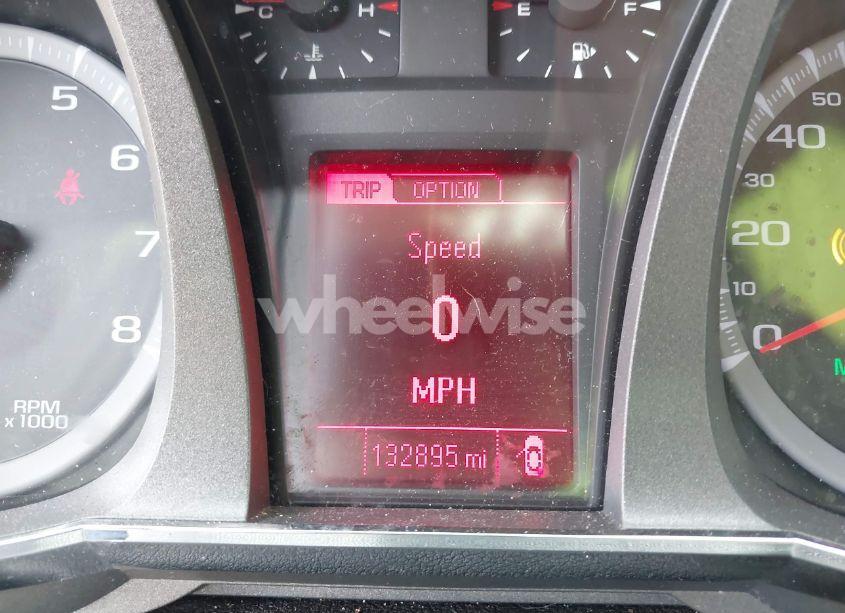 C H E F
5
6
7
8
RPM
x 1000
TRIP OPTION
Speed
0
MPH
132895 mi
wheelwise
50
40
30
20
10
0